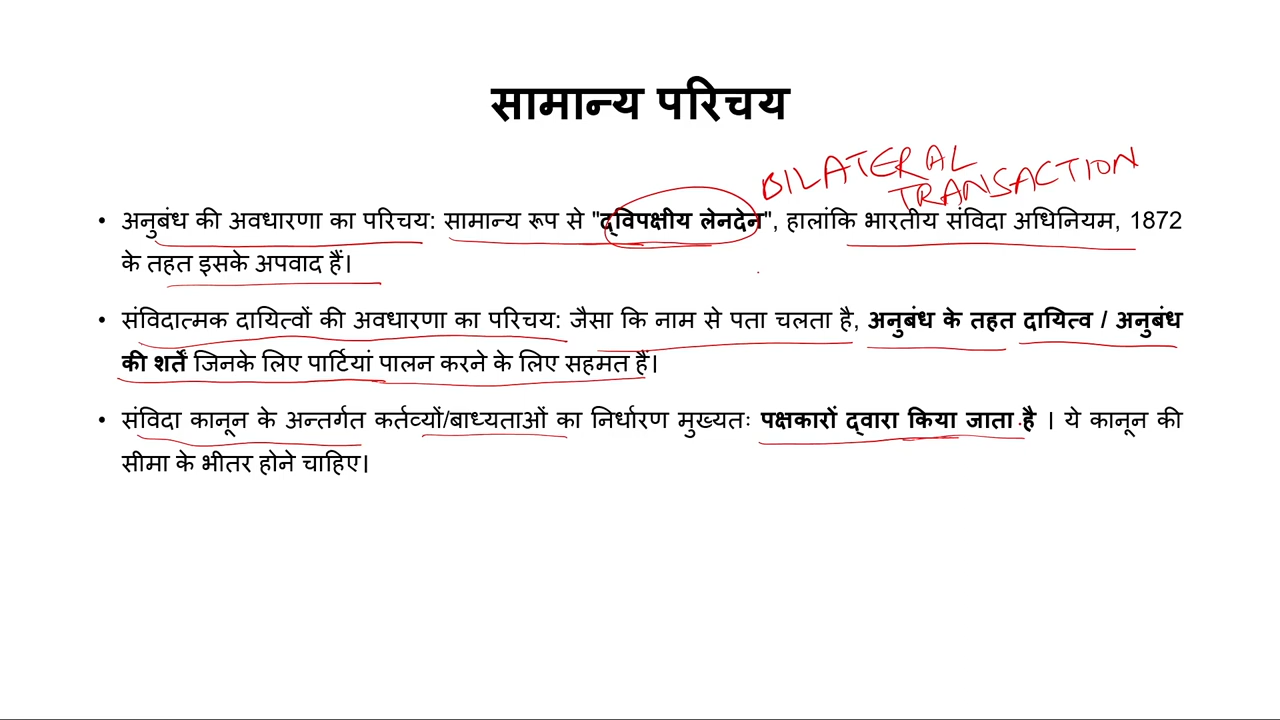 सामान्य परिचय
BILATERAL
TRANSACTION
• अनुबंध की अवधारणा का परिचय: सामान्य रूप से "द्विपक्षीय लेनदेन", हालांकि भारतीय संविदा अधिनियम, 1872
के तहत इसके अपवाद हैं।
• संविदात्मक दायित्वों की अवधारणा का परिचय: जैसा कि नाम से पता चलता है, अनुबंध के तहत दायित्व / अनुबंध
की शर्तें जिनके लिए पार्टियां पालन करने के लिए सहमत हैं।
• संविदा कानून के अन्तर्गत कर्तव्यों/बाध्यताओं का निर्धारण मुख्यतः पक्षकारों द्वारा किया जाता है । ये कानून की
सीमा के भीतर होने चाहिए।